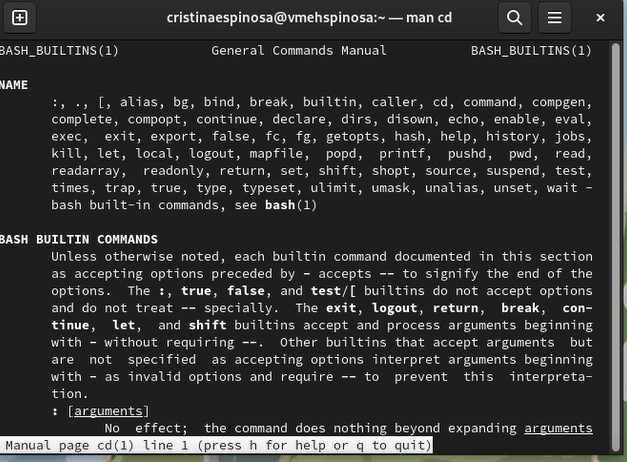 cristinaespinosa@vmehspinosa:~ — man cd
BASH_BUILTINS(1) General Commands Manual BASH_BUILTINS(1)
NAME
:, ., [, alias, bg, bind, break, builtin, caller, cd, command, compgen,
complete, compopt, continue, declare, dirs, disown, echo, enable, eval,
exec, exit, export, false, fc, fg, getopts, hash, help, history, jobs,
kill, let, local, logout, mapfile, popd, printf, pushd, pwd, read,
readarray, readonly, return, set, shift, shopt, source, suspend, test,
times, trap, true, type, typeset, ulimit, umask, unalias, unset, wait -
bash built-in commands, see bash(1)
BASH BUILTIN COMMANDS
Unless otherwise noted, each builtin command documented in this section
as accepting options preceded by - accepts -- to signify the end of the
options. The :, true, false, and test/[ builtins do not accept options
and do not treat -- specially. The exit, logout, return, break, con-
tinue, let, and shift builtins accept and process arguments beginning
with - without requiring --. Other builtins that accept arguments but
are not specified as accepting options interpret arguments beginning
with - as invalid options and require -- to prevent this interpreta-
tion.
: [arguments]
No effect; the command does nothing beyond expanding arguments
Manual page cd(1) line 1 (press h for help or q to quit)